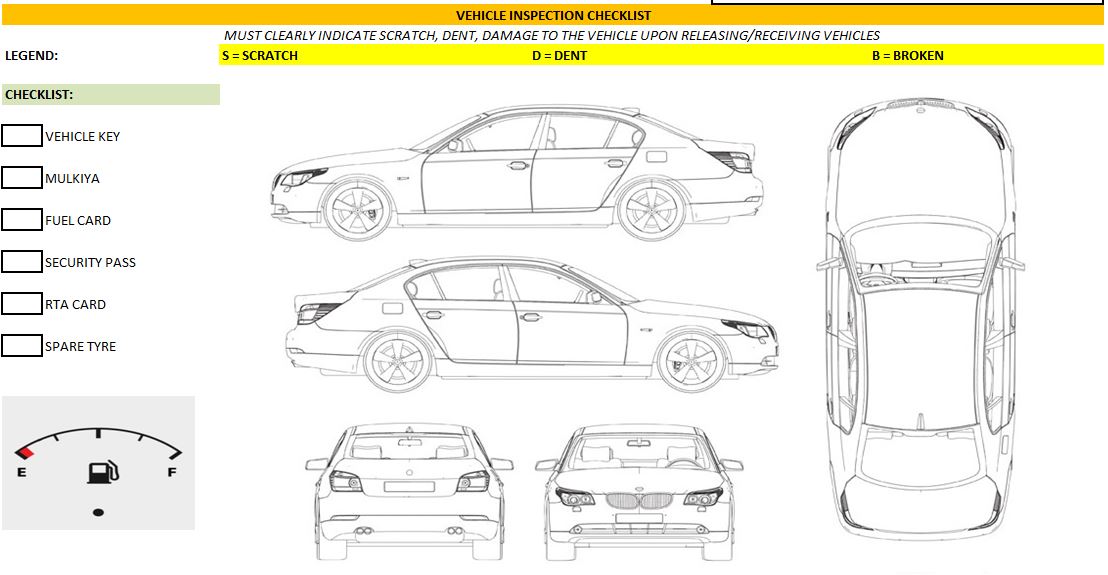 VEHICLE INSPECTION CHECKLIST
MUST CLEARLY INDICATE SCRATCH, DENT, DAMAGE TO THE VEHICLE UPON RELEASING/RECEIVING VEHICLES
LEGEND: S = SCRATCH D = DENT B = BROKEN
CHECKLIST:
VEHICLE KEY
MULKIYA
FUEL CARD
SECURITY PASS
RTA CARD
SPARE TYRE
E F